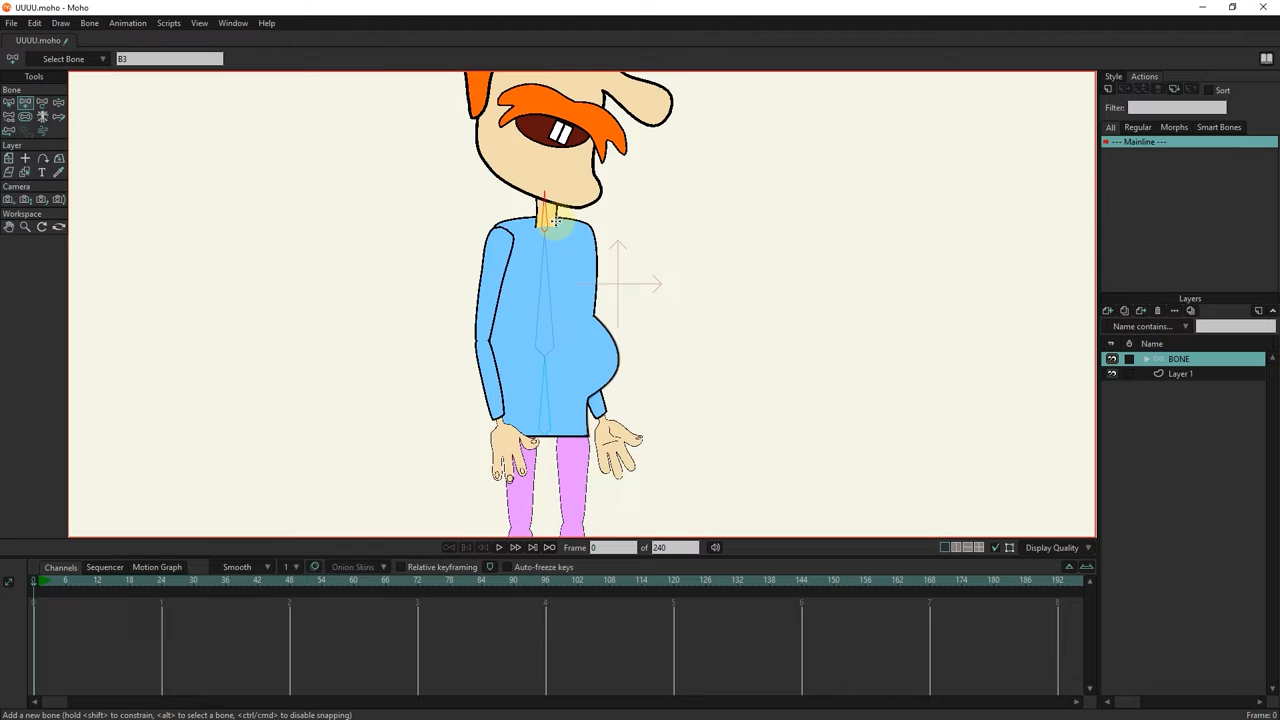 UUUU.moho - Moho
File Edit Draw Bone Animation Scripts View Window Help
UUUU.moho
Select Bone B3
Tools
Bone
Layer
Camera
Workspace
Style Actions
Sort
Filter:
All Regular Morphs Smart Bones
--- Mainline ---
Layers
Name contains...
Name
BONE
Layer 1
Frame 0 of 240 Display Quality
Channels Sequencer Motion Graph Smooth 1 Onion Skins Relative keyframing Auto-freeze keys
0 6 12 18 24 30 36 42 48 54 60 66 72 78 84 90 96 102 108 114 120 126 132 138 144 150 156 162 168 174 180 186 192
0 1 2 3 4 5 6 7 8
Add a new bone (hold <shift> to constrain, <alt> to select a bone, <ctrl/cmd> to disable snapping) Frame: 0